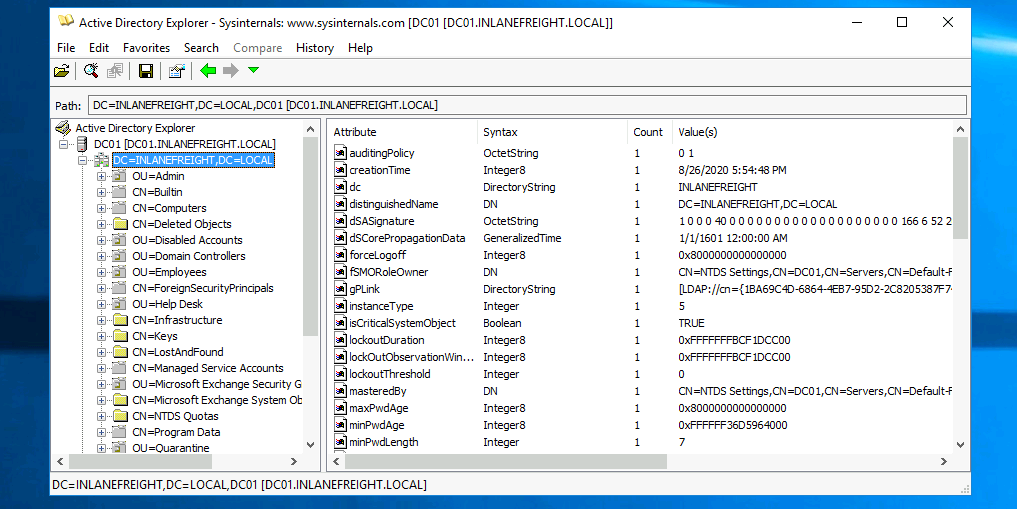 Active Directory Explorer - Sysinternals: www.sysinternals.com [DC01 [DC01.INLANEFREIGHT.LOCAL]]
File Edit Favorites Search Compare History Help
Path: DC=INLANEFREIGHT,DC=LOCAL,DC01 [DC01.INLANEFREIGHT.LOCAL]
Active Directory Explorer
DC01 [DC01.INLANEFREIGHT.LOCAL]
DC=INLANEFREIGHT,DC=LOCAL
OU=Admin
CN=Builtin
CN=Computers
CN=Deleted Objects
OU=Disabled Accounts
OU=Domain Controllers
OU=Employees
CN=ForeignSecurityPrincipals
OU=Help Desk
CN=Infrastructure
CN=Keys
CN=LostAndFound
CN=Managed Service Accounts
OU=Microsoft Exchange Security G
CN=Microsoft Exchange System Ob
CN=NTDS Quotas
CN=Program Data
OU=Quarantine
Attribute Syntax Count Value(s)
auditingPolicy OctetString 1 0 1
creationTime Integer8 1 8/26/2020 5:54:48 PM
dc DirectoryString 1 INLANEFREIGHT
distinguishedName DN 1 DC=INLANEFREIGHT,DC=LOCAL
dSASignature OctetString 1 1 0 0 0 40 0 0 0 0 0 0 0 0 0 0 0 0 0 0 0 0 0 0 0 166 6 52 2
dSCorePropagationData GeneralizedTime 1 1/1/1601 12:00:00 AM
forceLogoff Integer8 1 0x8000000000000000
fSMORoleOwner DN 1 CN=NTDS Settings,CN=DC01,CN=Servers,CN=Default-F
gPLink DirectoryString 1 [LDAP://cn={1BA69C4D-6864-4EB7-95D2-2C8205387F7
instanceType Integer 1 5
isCriticalSystemObject Boolean 1 TRUE
lockoutDuration Integer8 1 0xFFFFFFFBCF1DCC00
lockOutObservationWin... Integer8 1 0xFFFFFFFBCF1DCC00
lockoutThreshold Integer 1 0
masteredBy DN 1 CN=NTDS Settings,CN=DC01,CN=Servers,CN=Default-F
maxPwdAge Integer8 1 0x8000000000000000
minPwdAge Integer8 1 0xFFFFFF36D5964000
minPwdLength Integer 1 7
DC=INLANEFREIGHT,DC=LOCAL,DC01 [DC01.INLANEFREIGHT.LOCAL]